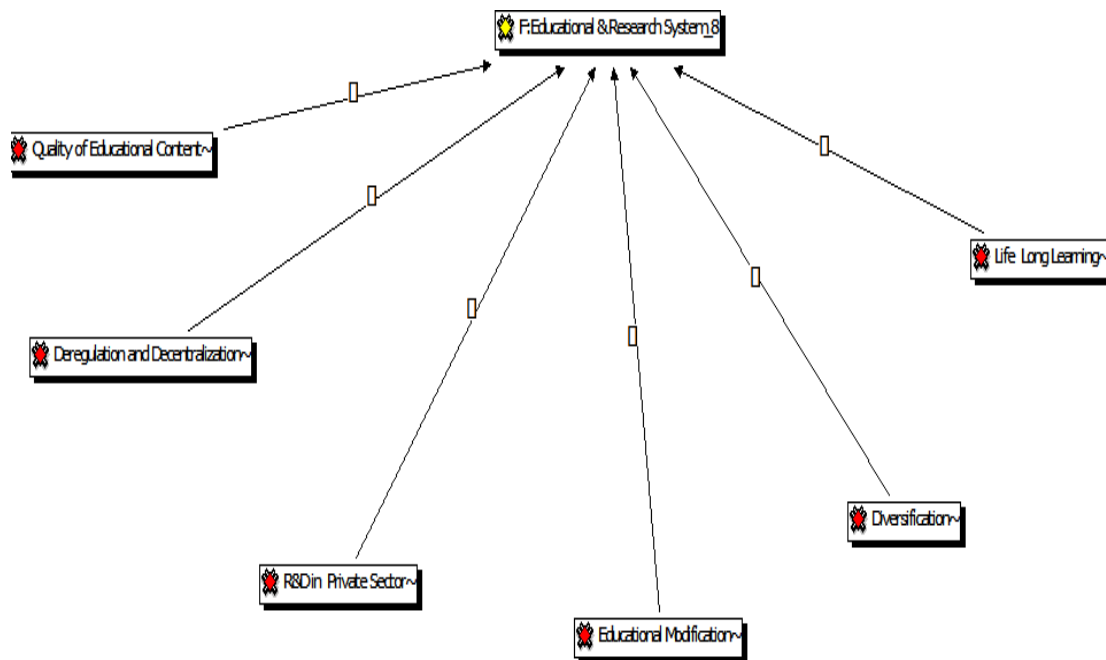 F:Educational & Research System_8
Quality of Educational Content~
Life Long Learning~
Deregulation and Decentralization~
Diversification~
R&D in Private Sector~
Educational Modification~